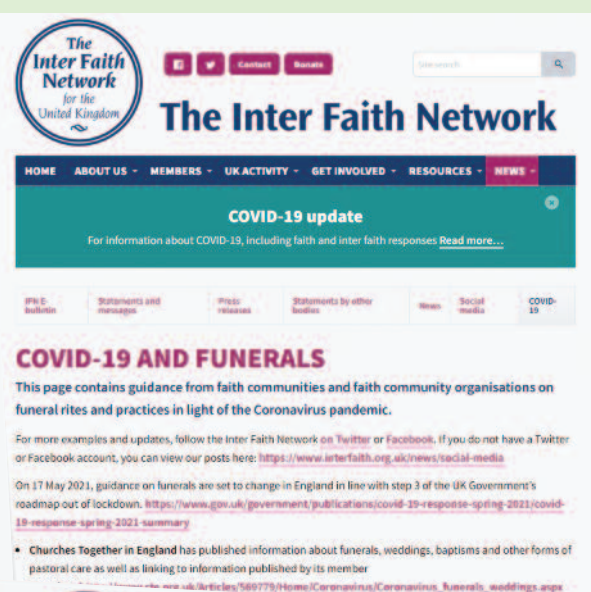 The
Inter Faith
Network
for the
United Kingdom
Contact
Donate
Site search
The Inter Faith Network
HOME ABOUT US MEMBERS UK ACTIVITY GET INVOLVED RESOURCES NEWS
COVID-19 update
For information about COVID-19, including faith and inter faith responses Read more...
IFN E-bulletin
Statements and messages
Press releases
Statements by other bodies
News
Social media
COVID-19
COVID-19 AND FUNERALS
This page contains guidance from faith communities and faith community organisations on
funeral rites and practices in light of the Coronavirus pandemic.
For more examples and updates, follow the Inter Faith Network on Twitter or Facebook. If you do not have a Twitter
or Facebook account, you can view our posts here: https://www.interfaith.org.uk/news/social-media
On 17 May 2021, guidance on funerals are set to change in England in line with step 3 of the UK Government's
roadmap out of lockdown. https://www.gov.uk/government/publications/covid-19-response-spring-2021/covid-
19-response-spring-2021-summary
• Churches Together in England has published information about funerals, weddings, baptisms and other forms of
pastoral care as well as linking to information published by its member
.org.uk/Articles/569779/Home/Coronavirus/Coronavirus_funerals_weddings.aspx